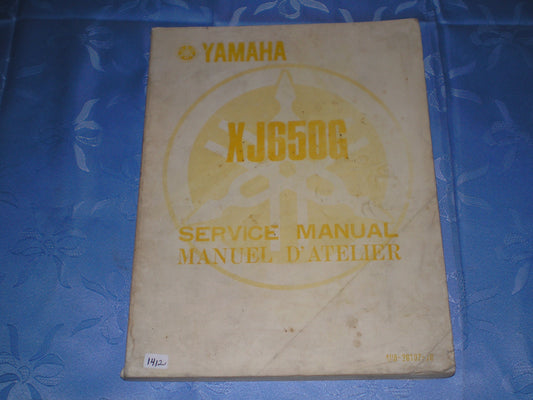 YAMAHA
XJ650G
SERVICE MANUAL
MANUEL D'ATELIER
1412